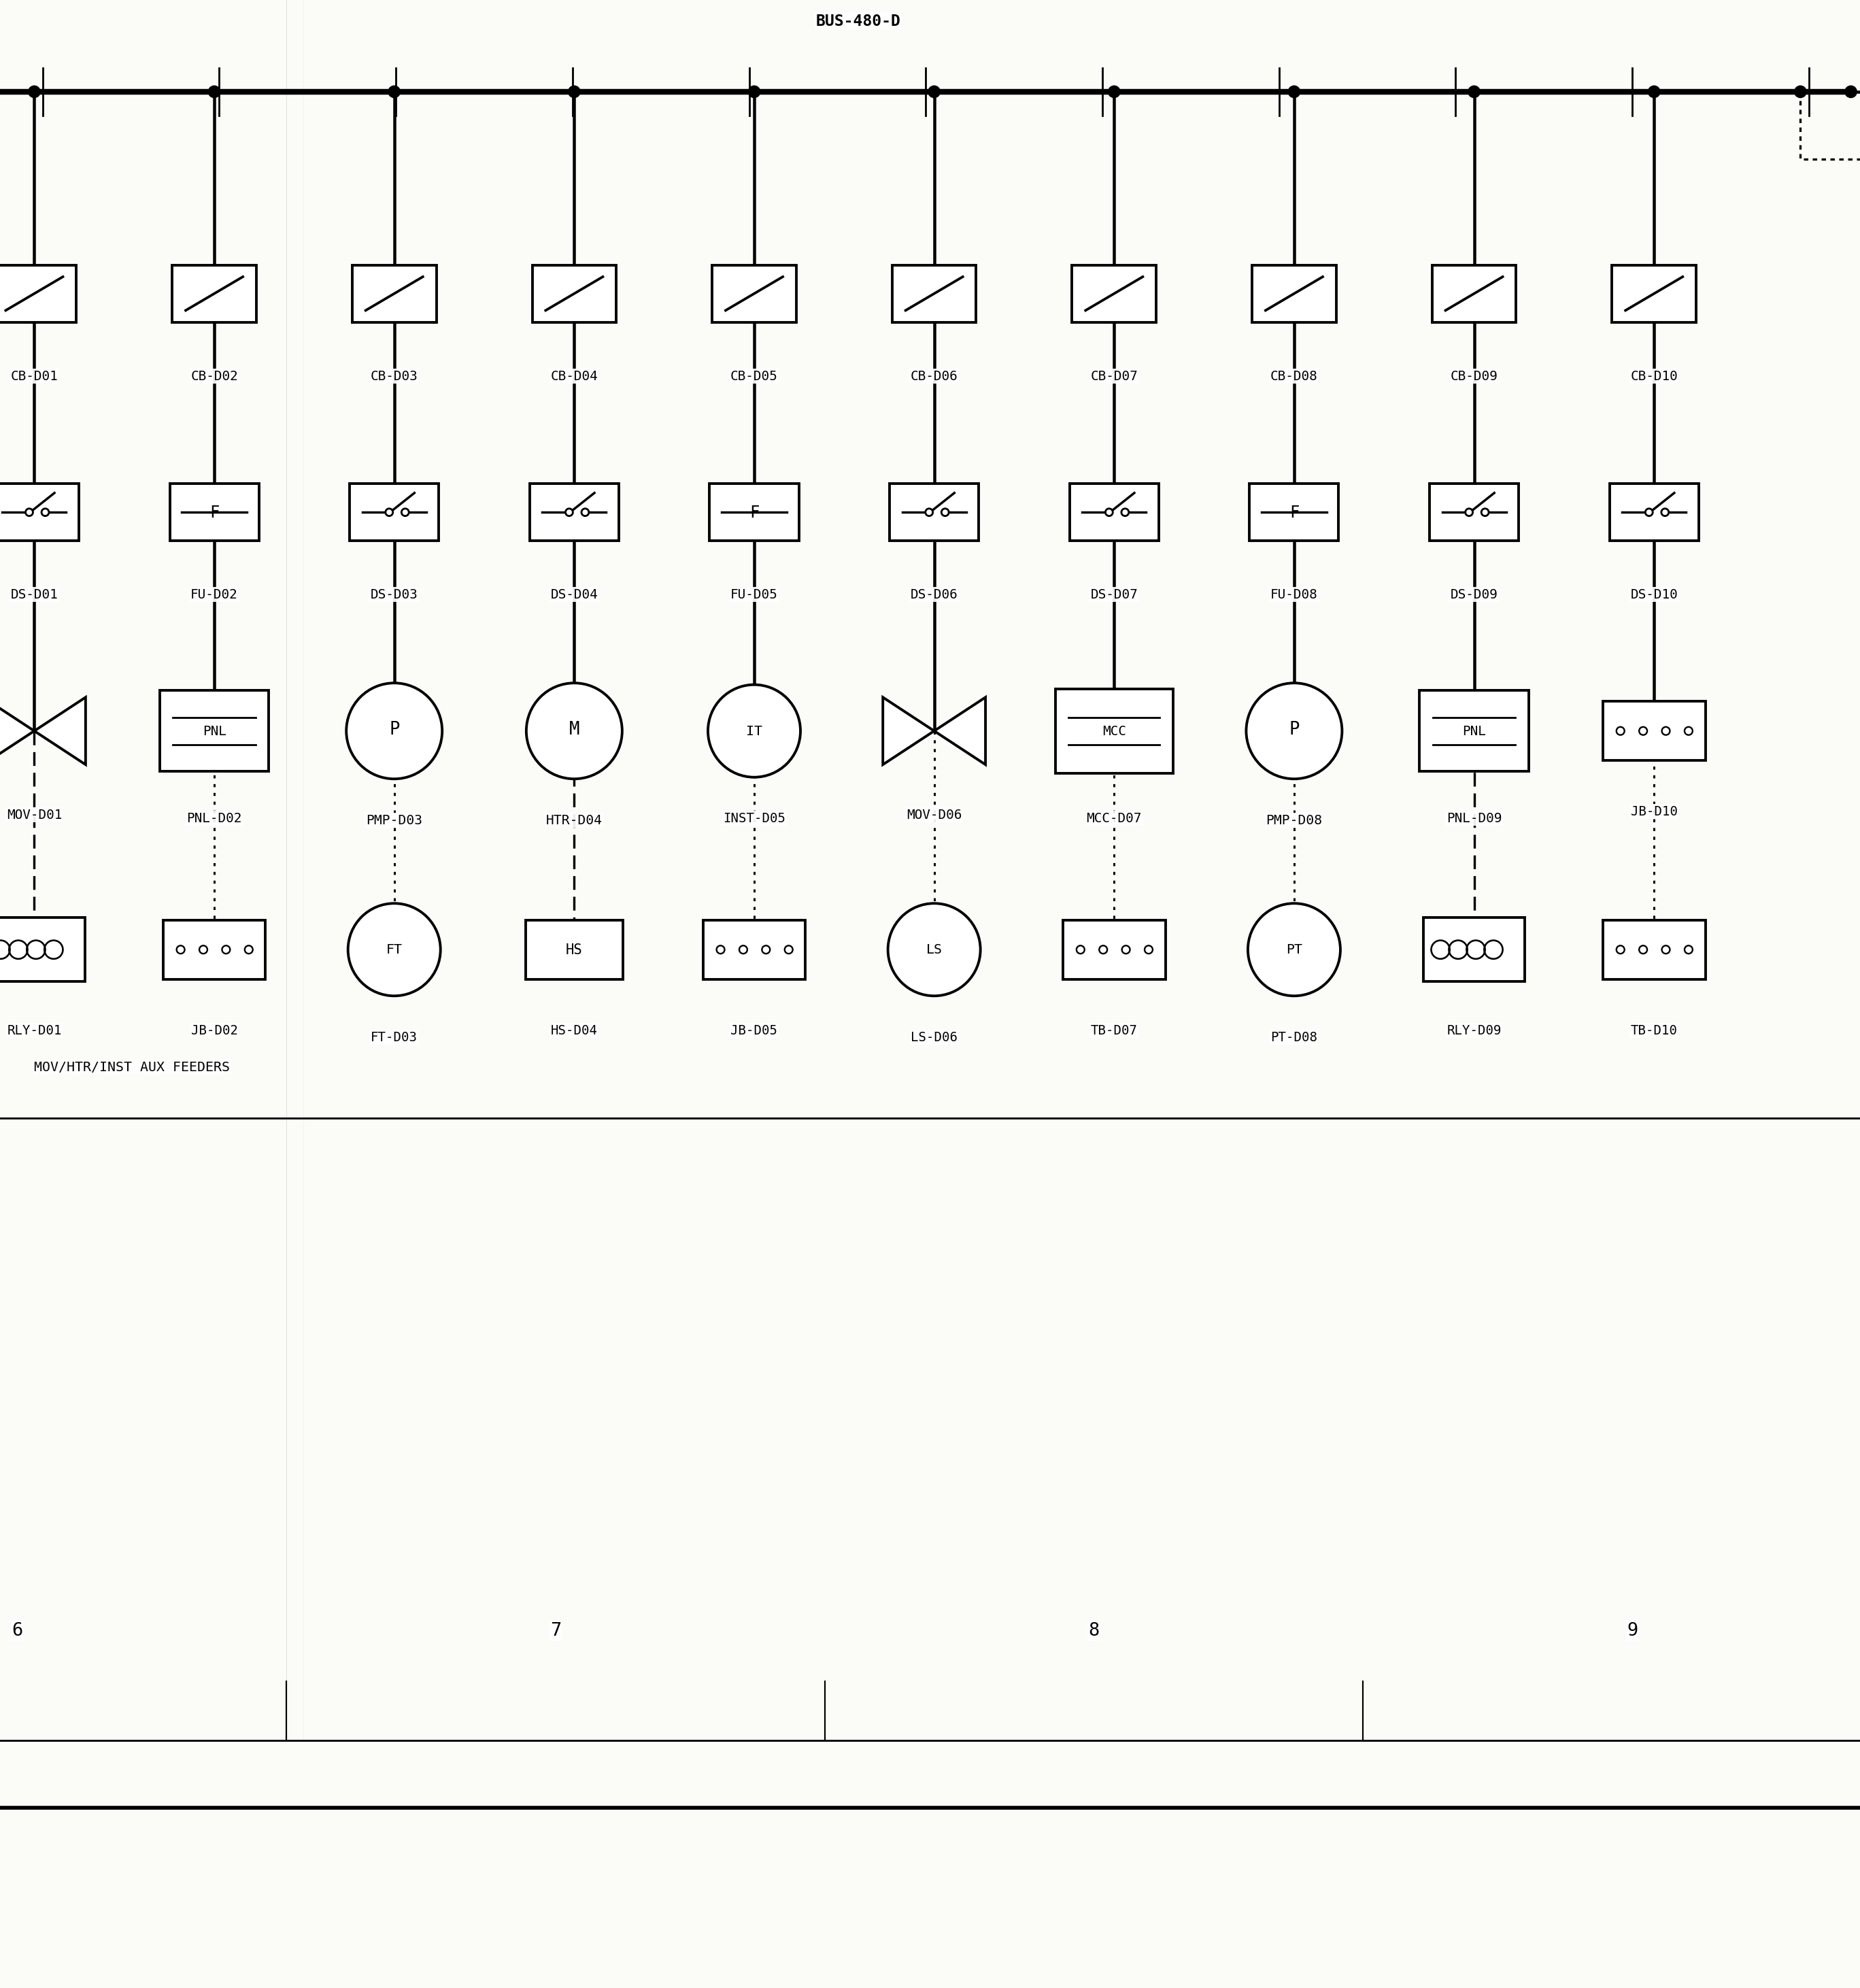 BUS-480-D
CB-D01 CB-D02 CB-D03 CB-D04 CB-D05 CB-D06 CB-D07 CB-D08 CB-D09 CB-D10
F F F
DS-D01 FU-D02 DS-D03 DS-D04 FU-D05 DS-D06 DS-D07 FU-D08 DS-D09 DS-D10
PNL P M IT MCC P PNL
MOV-D01 PNL-D02 PMP-D03 HTR-D04 INST-D05 MOV-D06 MCC-D07 PMP-D08 PNL-D09 JB-D10
FT HS LS PT
RLY-D01 JB-D02 FT-D03 HS-D04 JB-D05 LS-D06 TB-D07 PT-D08 RLY-D09 TB-D10
MOV/HTR/INST AUX FEEDERS
6 7 8 9